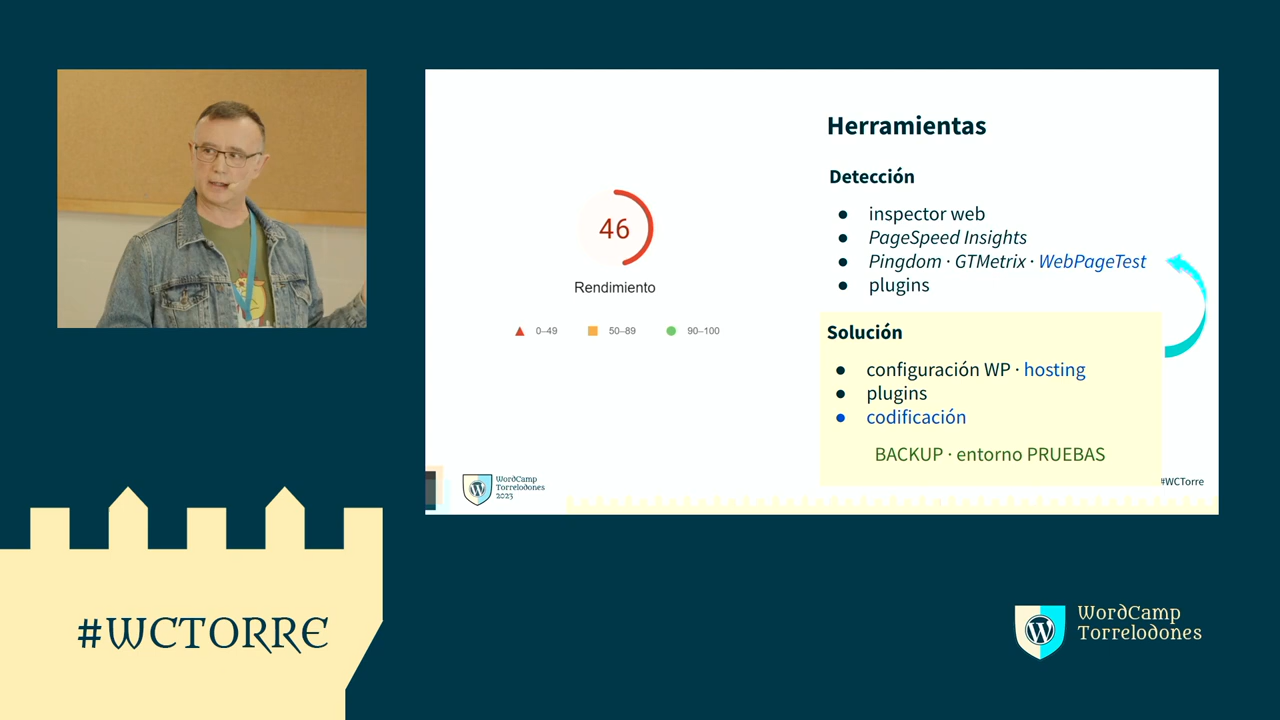 Herramientas
Detección
● inspector web
● PageSpeed Insights
● Pingdom · GTMetrix · WebPageTest
● plugins
46
Rendimiento
0–49
50–89
90–100
Solución
● configuración WP · hosting
● plugins
● codificación
BACKUP · entorno PRUEBAS
WordCamp
Torrelodones
2023
#WCTorre
#WCTORRE
WordCamp
Torrelodones